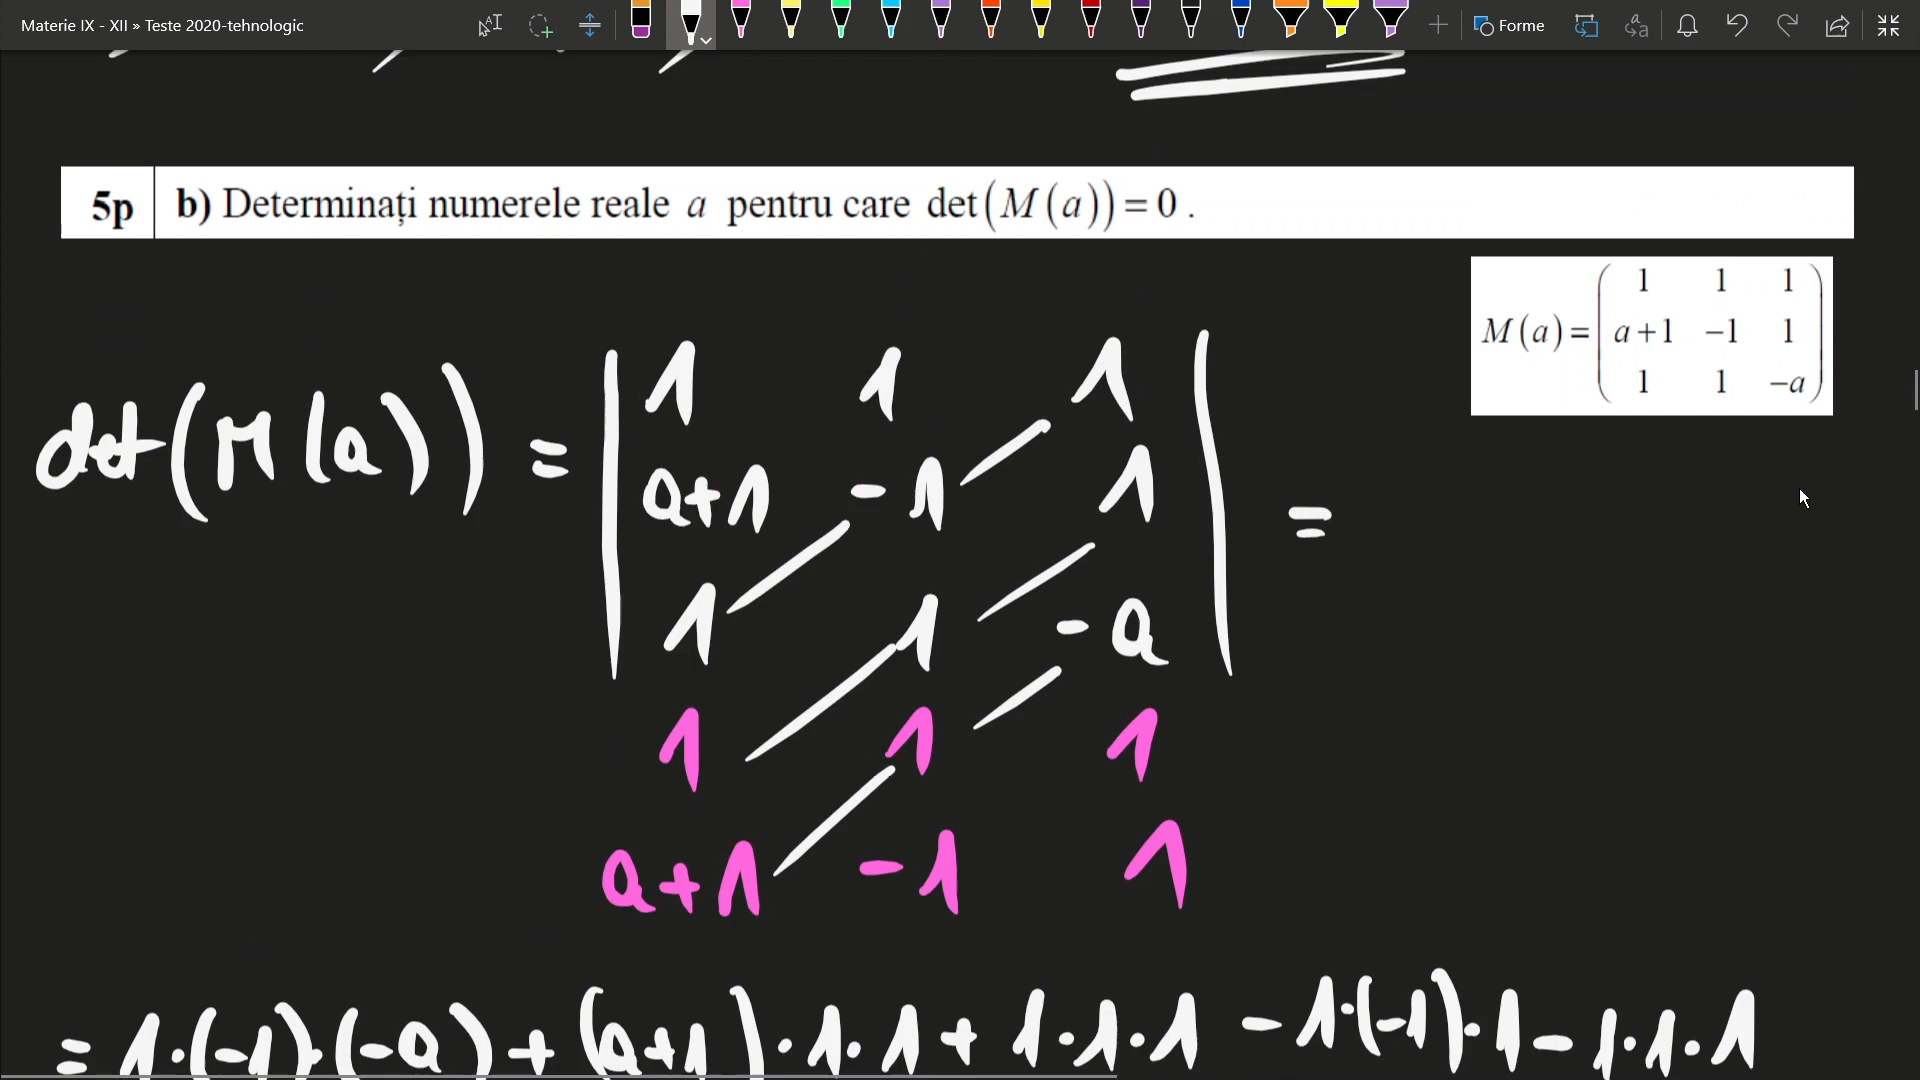 Materie IX - XII » Teste 2020-tehnologic
Forme
5p b) Determinați numerele reale a pentru care det(M(a))=0 .
M(a)=
1 1 1
a+1 −1 1
1 1 −a
det(M(a)) =
1 1 1
a+1 -1 1
=
1 1 -a
1 1 1
a+1 -1 1
= 1·(-1)·(-a) + (a+1)·1·1 + 1·1·1 - 1·(-1)·1 - 1·1·1